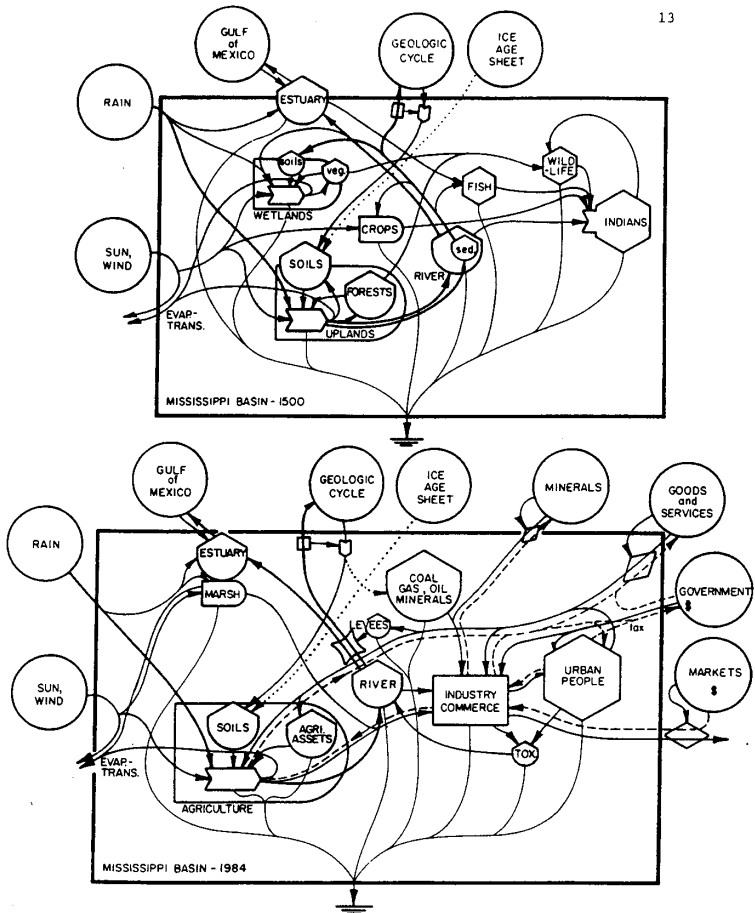 13
GULF
of
MEXICO
GEOLOGIC
CYCLE
ICE
AGE
SHEET
RAIN
ESTUARY
soils
veg.
WETLANDS
WILD
-LIFE
FISH
INDIANS
CROPS
SUN,
WIND
SOILS
sed.
RIVER
FORESTS
EVAP.-
TRANS.
UPLANDS
MISSISSIPPI BASIN - 1500
GULF
of
MEXICO
GEOLOGIC
CYCLE
ICE
AGE
SHEET
MINERALS
GOODS
and
SERVICES
RAIN
ESTUARY
MARSH
COAL
GAS, OIL
MINERALS
GOVERNMENT
$
LEVEES
tax
SUN,
WIND
RIVER
INDUSTRY
COMMERCE
URBAN
PEOPLE
MARKETS
$
SOILS
AGRI.
ASSETS
TOX.
EVAP.-
TRANS.
AGRICULTURE
MISSISSIPPI BASIN - 1984